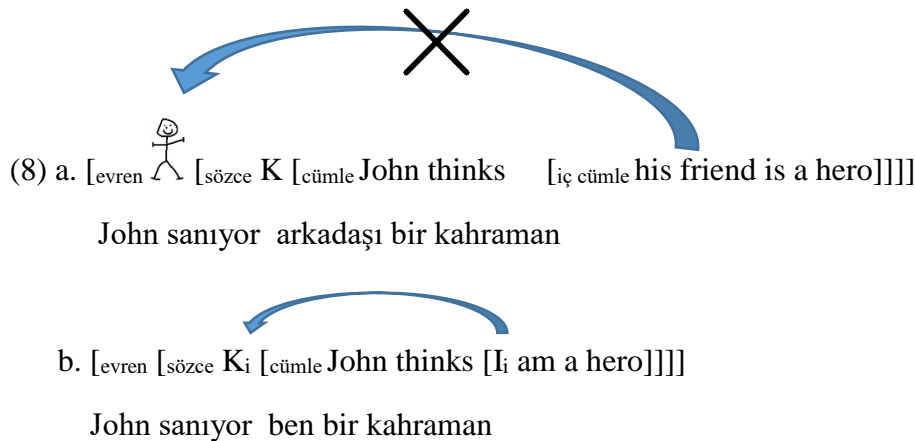 (8) a. [evren [sözce K [cümle John thinks [iç cümle his friend is a hero]]]]
John sanıyor arkadaşı bir kahraman
b. [evren [sözce Ki [cümle John thinks [Ii am a hero]]]]
John sanıyor ben bir kahraman